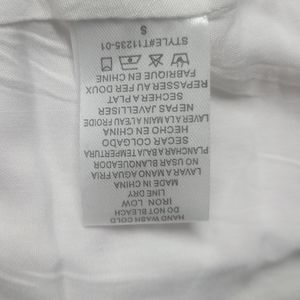 HAND WASH COLD
DO NOT BLEACH
IRON LOW
LINE DRY
MADE IN CHINA
LAVAR A MANO AGUA FRIA
NO USAR BLANQUEADOR
PLANCHAR A BAJA TEMPERTURA
SECAR COLGADO
HECHO EN CHINA
LAVER A LA MAIN A L'EAU FROIDE
NE PAS JAVELLISER
SECHER A PLAT
REPASSER AU FER DOUX
FABRIQUE EN CHINA
STYLE#:T11235-01
S